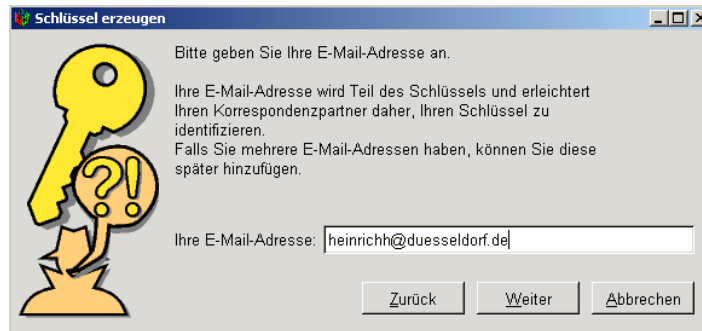 Schlüssel erzeugen
Bitte geben Sie Ihre E-Mail-Adresse an.
Ihre E-Mail-Adresse wird Teil des Schlüssels und erleichtert
Ihren Korrespondenzpartner daher, Ihren Schlüssel zu
identifizieren.
Falls Sie mehrere E-Mail-Adressen haben, können Sie diese
später hinzufügen.
?!
Ihre E-Mail-Adresse: heinrichh@duesseldorf.de
Zurück Weiter Abbrechen